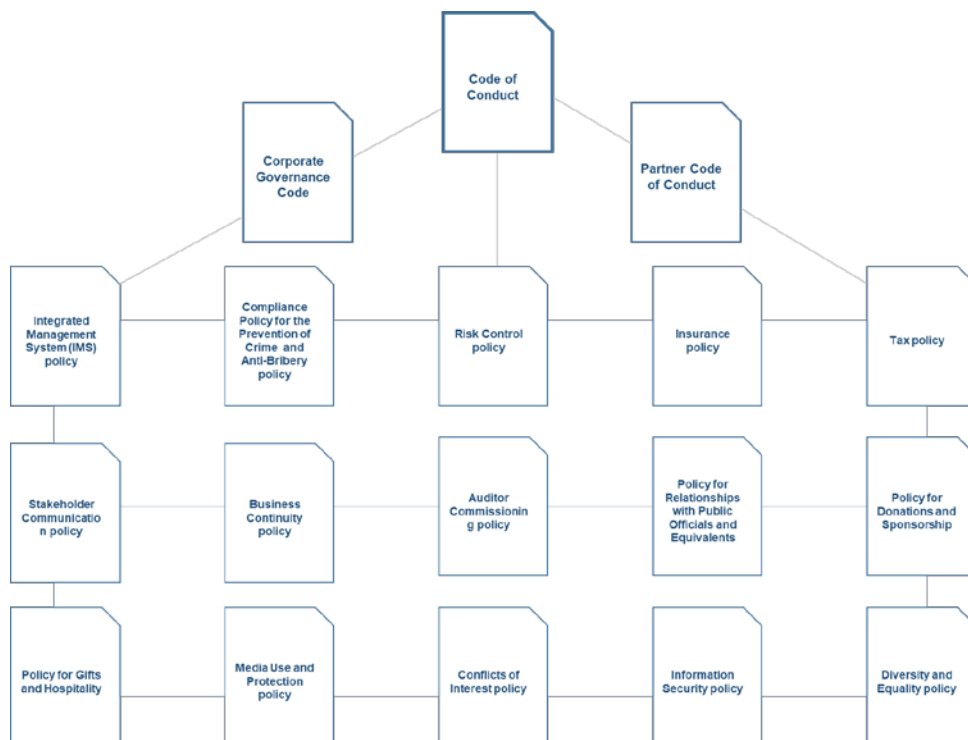 Code of
Conduct
Corporate
Governance
Code
Partner Code
of Conduct
Integrated
Management
System (IMS)
policy
Compliance
Policy for the
Prevention of
Crime and
Anti-Bribery
policy
Risk Control
policy
Insurance
policy
Tax policy
Stakeholder
Communicatio
n policy
Business
Continuity
policy
Auditor
Commissionin
g policy
Policy for
Relationships
with Public
Officials and
Equivalents
Policy for
Donations and
Sponsorship
Policy for Gifts
and Hospitality
Media Use and
Protection
policy
Conflicts of
Interest policy
Information
Security policy
Diversity and
Equality policy